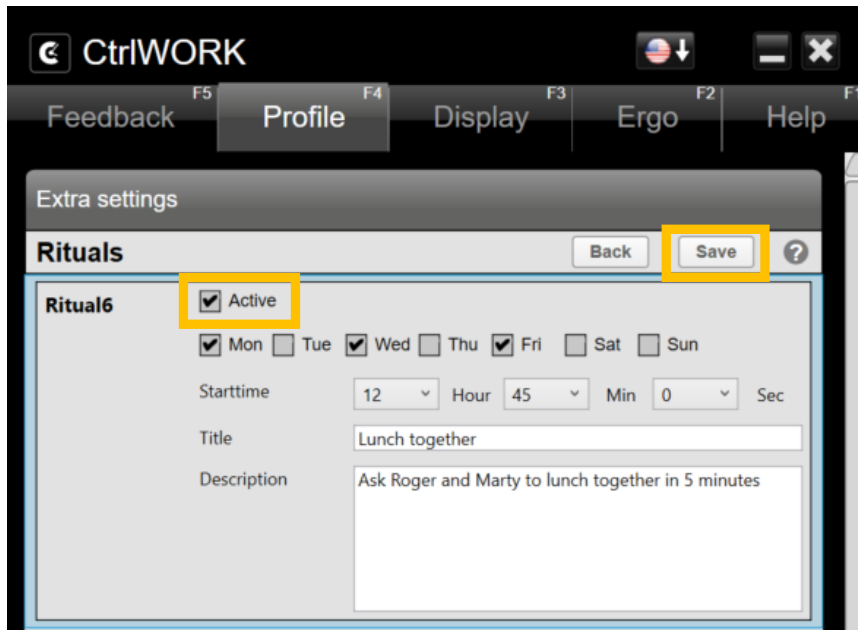 CtrlWORK
Feedback F5 Profile F4 Display F3 Ergo F2 Help F1
Extra settings
Rituals Back Save ?
Ritual6 Active
Mon Tue Wed Thu Fri Sat Sun
Starttime 12 Hour 45 Min 0 Sec
Title Lunch together
Description Ask Roger and Marty to lunch together in 5 minutes